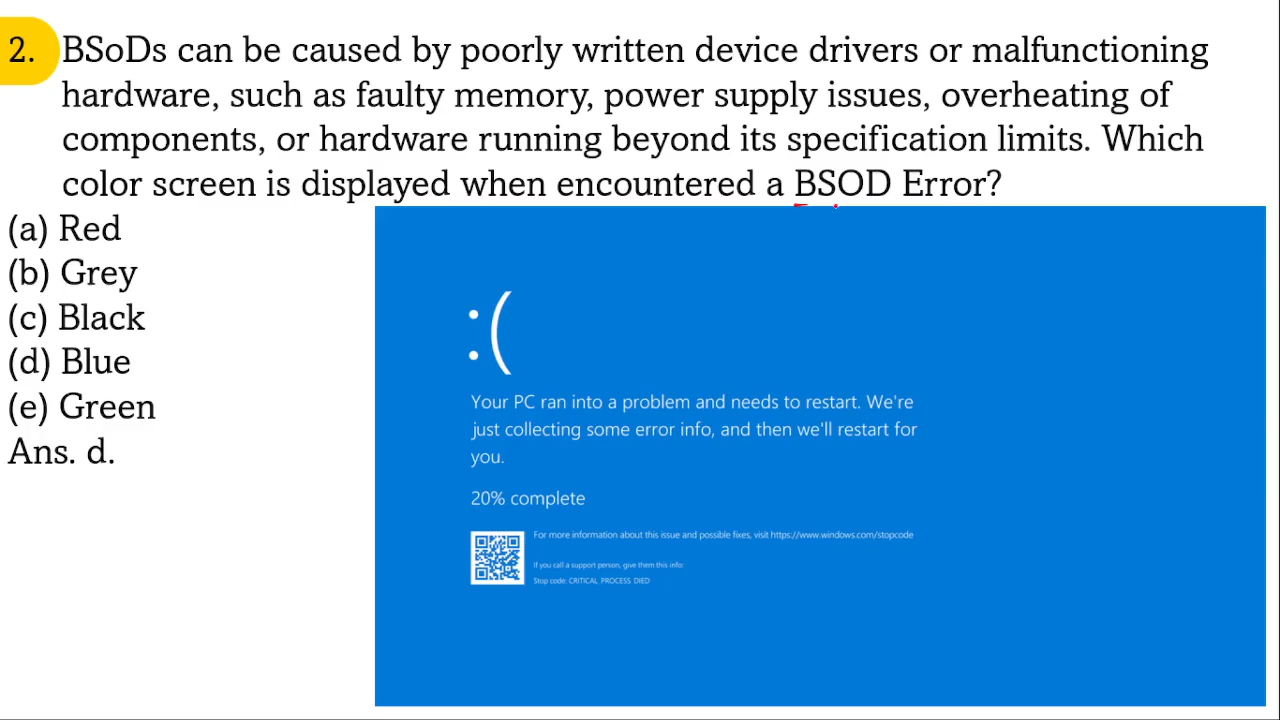 2. BSoDs can be caused by poorly written device drivers or malfunctioning
hardware, such as faulty memory, power supply issues, overheating of
components, or hardware running beyond its specification limits. Which
color screen is displayed when encountered a BSOD Error?
(a) Red
(b) Grey
(c) Black
(d) Blue
(e) Green
Ans. d.
:(
Your PC ran into a problem and needs to restart. We're
just collecting some error info, and then we'll restart for
you.
20% complete
For more information about this issue and possible fixes, visit https://www.windows.com/stopcode
If you call a support person, give them this info:
Stop code: CRITICAL PROCESS DIED